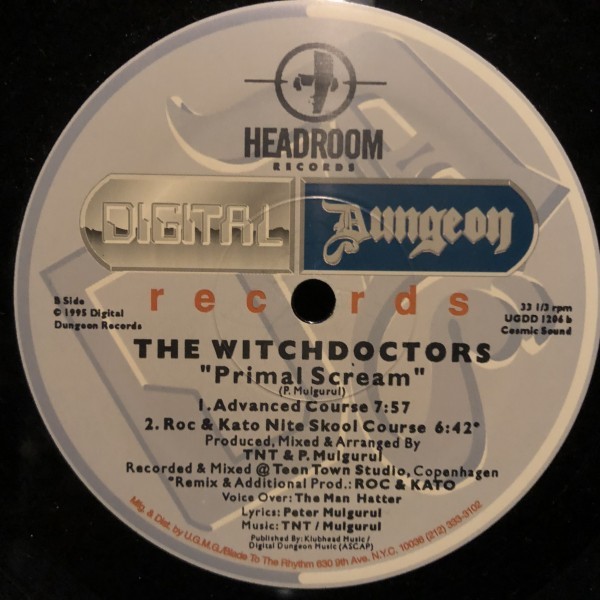 HEADROOM
RECORDS
DIGITAL Dungeon
records
B Side
© 1995 Digital
Dungeon Records
33 1/3 rpm
UGDD 1206 b
Cosmic Sound
THE WITCHDOCTORS
"Primal Scream"
(P. Mulgurul)
1. Advanced Course 7:57
2. Roc & Kato Nite Skool Course 6:42*
Produced, Mixed & Arranged By
TNT & P. Mulgurul
Recorded & Mixed @ Teen Town Studio, Copenhagen
*Remix & Additional Prod.: ROC & KATO
Voice Over: The Man Hatter
Lyrics: Peter Mulgurul
Music: TNT / Mulgurul
Published By: Klubhead Music /
Digital Dungeon Music (ASCAP)
Mfg. & Dist. by U.G.M.G./Blade To The Rhythm 630 9th Ave. N.Y.C. 10036 (212) 333-3102